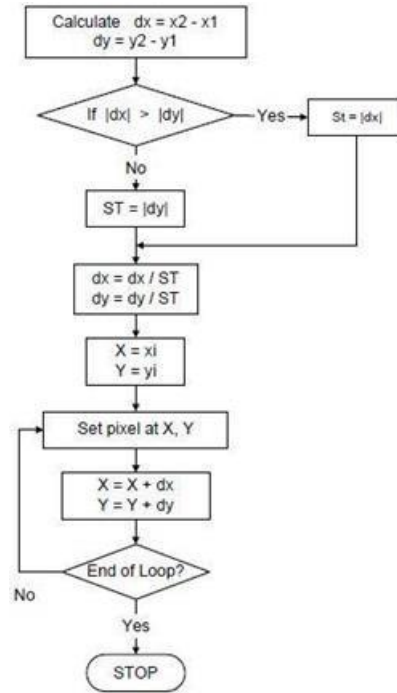 Calculate dx = x2 - x1
dy = y2 - y1
If |dx| > |dy|
Yes
St = |dx|
No
ST = |dy|
dx = dx / ST
dy = dy / ST
X = xi
Y = yi
Set pixel at X, Y
X = X + dx
Y = Y + dy
End of Loop?
No
Yes
STOP